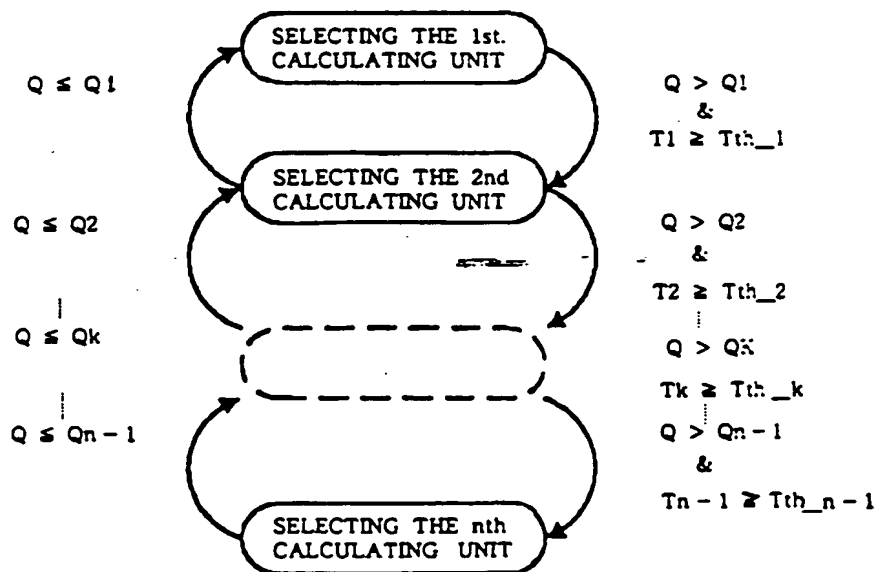 SELECTING THE 1st.
CALCULATING UNIT
Q ≦ Q1
Q > Q1
&
T1 ≧ Tth_1
SELECTING THE 2nd
CALCULATING UNIT
Q ≦ Q2
Q > Q2
&
T2 ≧ Tth_2
Q ≦ Qk
Q > QK
Tk ≧ Tth_k
Q ≦ Qn-1
Q > Qn-1
&
Tn-1 ≧ Tth_n-1
SELECTING THE nth
CALCULATING UNIT